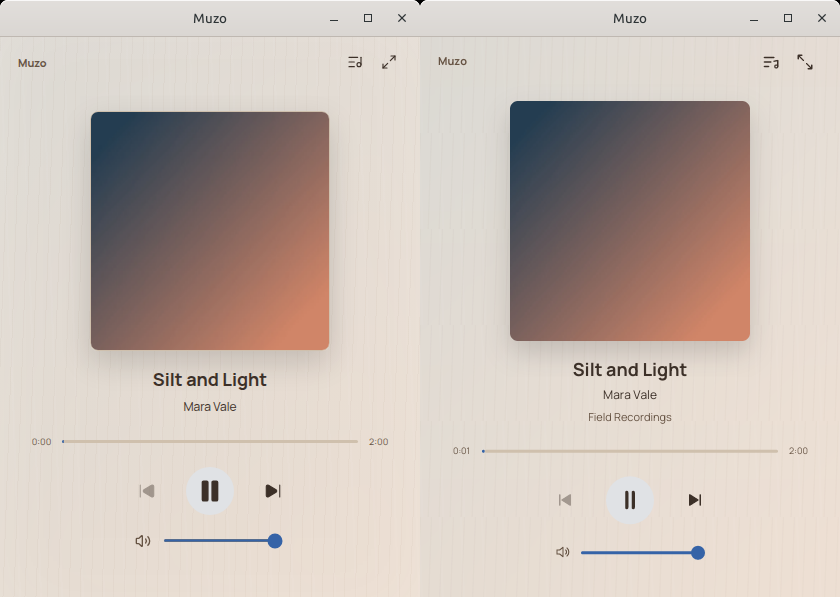 Muzo
Muzo
Silt and Light
Mara Vale
0:00
2:00
Muzo
Muzo
Silt and Light
Mara Vale
Field Recordings
0:01
2:00